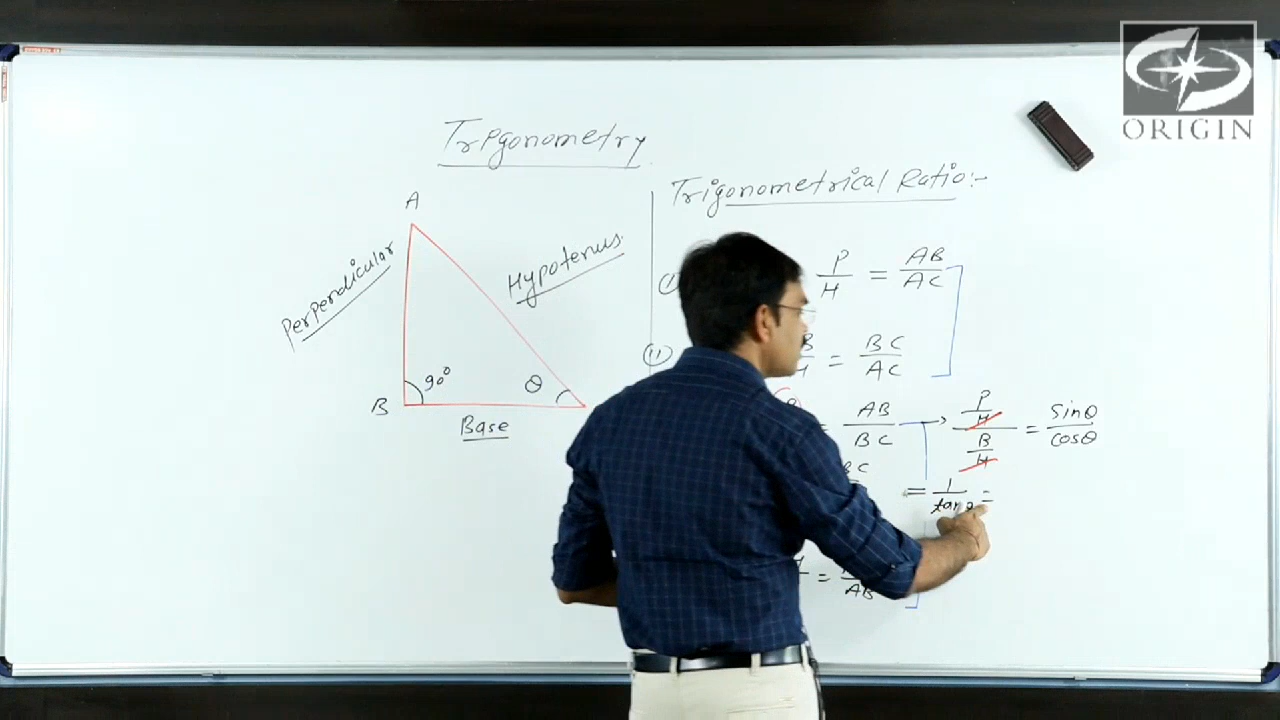 ORIGIN
Trigonometry
Trigonometrical Ratio:-
A
Perpendicular
Hypotenus
B
90°
θ
Base
(I)
P/H = AB/AC
(II)
B/H = BC/AC
= AB/BC → (P/H)/(B/H) = sinθ/cosθ
BC
= 1/tanθ =
= AB